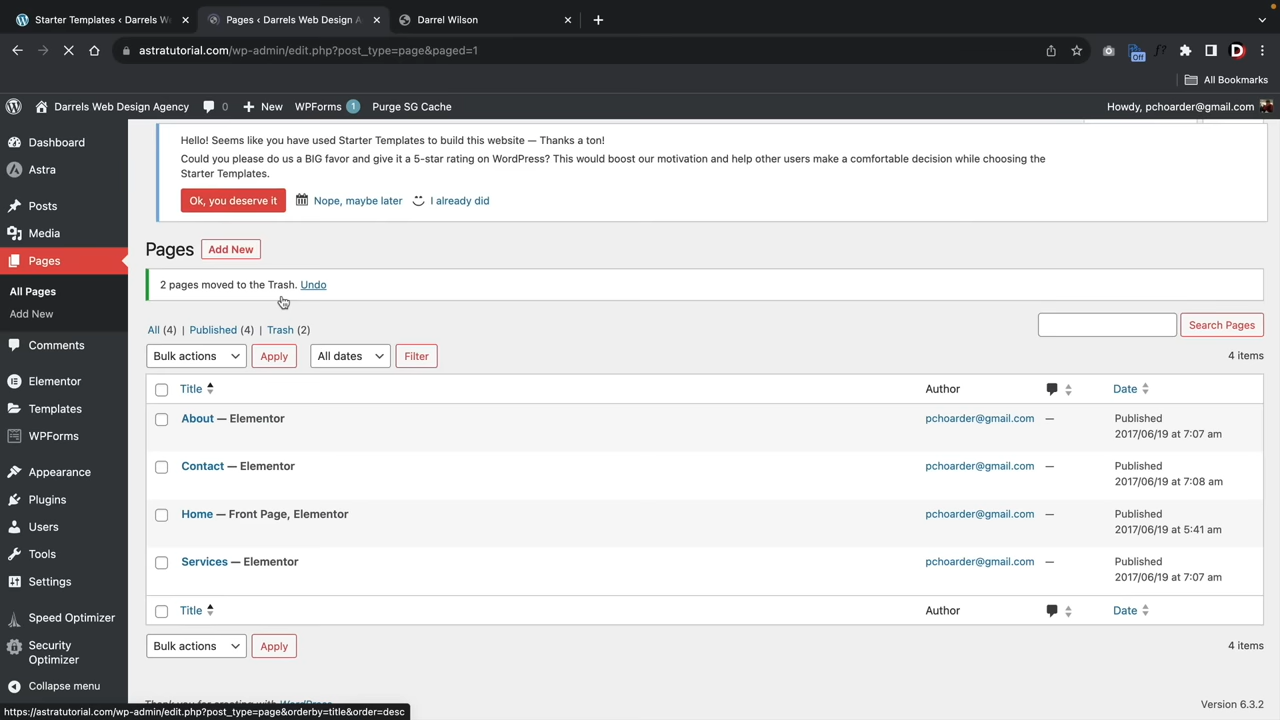 Starter Templates ‹ Darrels W
Pages ‹ Darrels Web Design A
Darrel Wilson
astratutorial.com/wp-admin/edit.php?post_type=page&paged=1
Off
All Bookmarks
Darrels Web Design Agency 0 New WPForms 1 Purge SG Cache
Howdy, pchoarder@gmail.com
Dashboard
Astra
Posts
Media
Pages
All Pages
Add New
Comments
Elementor
Templates
WPForms
Appearance
Plugins
Users
Tools
Settings
Speed Optimizer
Security
Optimizer
Collapse menu
Hello! Seems like you have used Starter Templates to build this website — Thanks a ton!
Could you please do us a BIG favor and give it a 5-star rating on WordPress? This would boost our motivation and help other users make a comfortable decision while choosing the
Starter Templates.
Ok, you deserve it Nope, maybe later I already did
Pages Add New
2 pages moved to the Trash. Undo
All (4) | Published (4) | Trash (2)
Search Pages
Bulk actions Apply All dates Filter
4 items
Title Author Date
About — Elementor pchoarder@gmail.com — Published
2017/06/19 at 7:07 am
Contact — Elementor pchoarder@gmail.com — Published
2017/06/19 at 7:08 am
Home — Front Page, Elementor pchoarder@gmail.com — Published
2017/06/19 at 5:41 am
Services — Elementor pchoarder@gmail.com — Published
2017/06/19 at 7:07 am
Title Author Date
Bulk actions Apply
4 items
Thank you for creating with WordPress.
Version 6.3.2
https://astratutorial.com/wp-admin/edit.php?post_type=page&orderby=title&order=desc